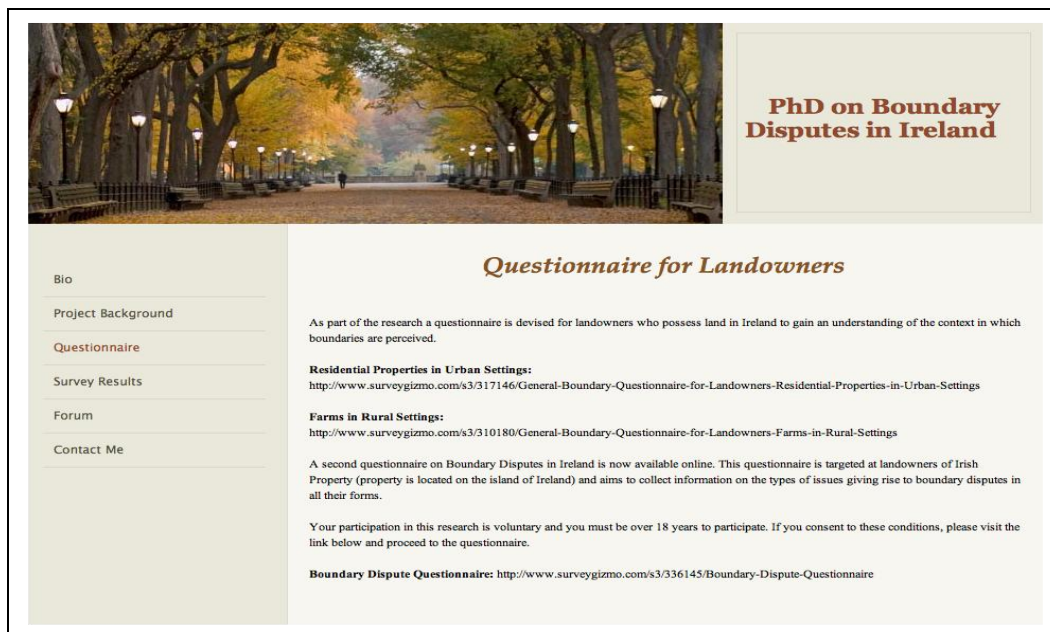 PhD on Boundary
Disputes in Ireland
Bio
Project Background
Questionnaire
Survey Results
Forum
Contact Me
Questionnaire for Landowners
As part of the research a questionnaire is devised for landowners who possess land in Ireland to gain an understanding of the context in which
boundaries are perceived.
Residential Properties in Urban Settings:
http://www.surveygizmo.com/s3/317146/General-Boundary-Questionnaire-for-Landowners-Residential-Properties-in-Urban-Settings
Farms in Rural Settings:
http://www.surveygizmo.com/s3/310180/General-Boundary-Questionnaire-for-Landowners-Farms-in-Rural-Settings
A second questionnaire on Boundary Disputes in Ireland is now available online. This questionnaire is targeted at landowners of Irish
Property (property is located on the island of Ireland) and aims to collect information on the types of issues giving rise to boundary disputes in
all their forms.
Your participation in this research is voluntary and you must be over 18 years to participate. If you consent to these conditions, please visit the
link below and proceed to the questionnaire.
Boundary Dispute Questionnaire: http://www.surveygizmo.com/s3/336145/Boundary-Dispute-Questionnaire